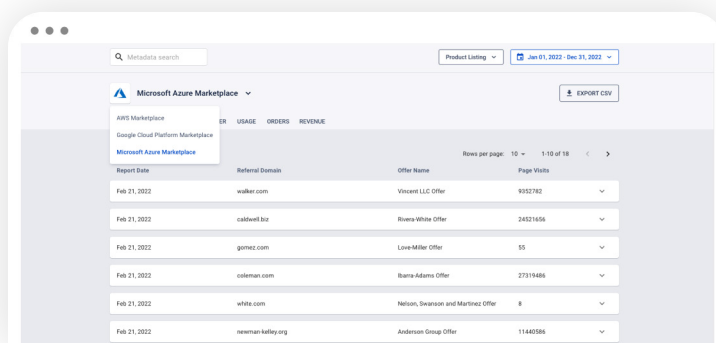 Metadata search
Product Listing
Jan 01, 2022 - Dec 31, 2022
Microsoft Azure Marketplace
EXPORT CSV
AWS Marketplace
Google Cloud Platform Marketplace
Microsoft Azure Marketplace
ER USAGE ORDERS REVENUE
Rows per page: 10 1-10 of 18
Report Date Referral Domain Offer Name Page Visits
Feb 21, 2022 walker.com Vincent LLC Offer 9352782
Feb 21, 2022 caldwell.biz Rivera-White Offer 24521656
Feb 21, 2022 gomez.com Love-Miller Offer 55
Feb 21, 2022 coleman.com Ibarra-Adams Offer 27319486
Feb 21, 2022 white.com Nelson, Swanson and Martinez Offer 8
Feb 21, 2022 newman-kelley.org Anderson Group Offer 11440586